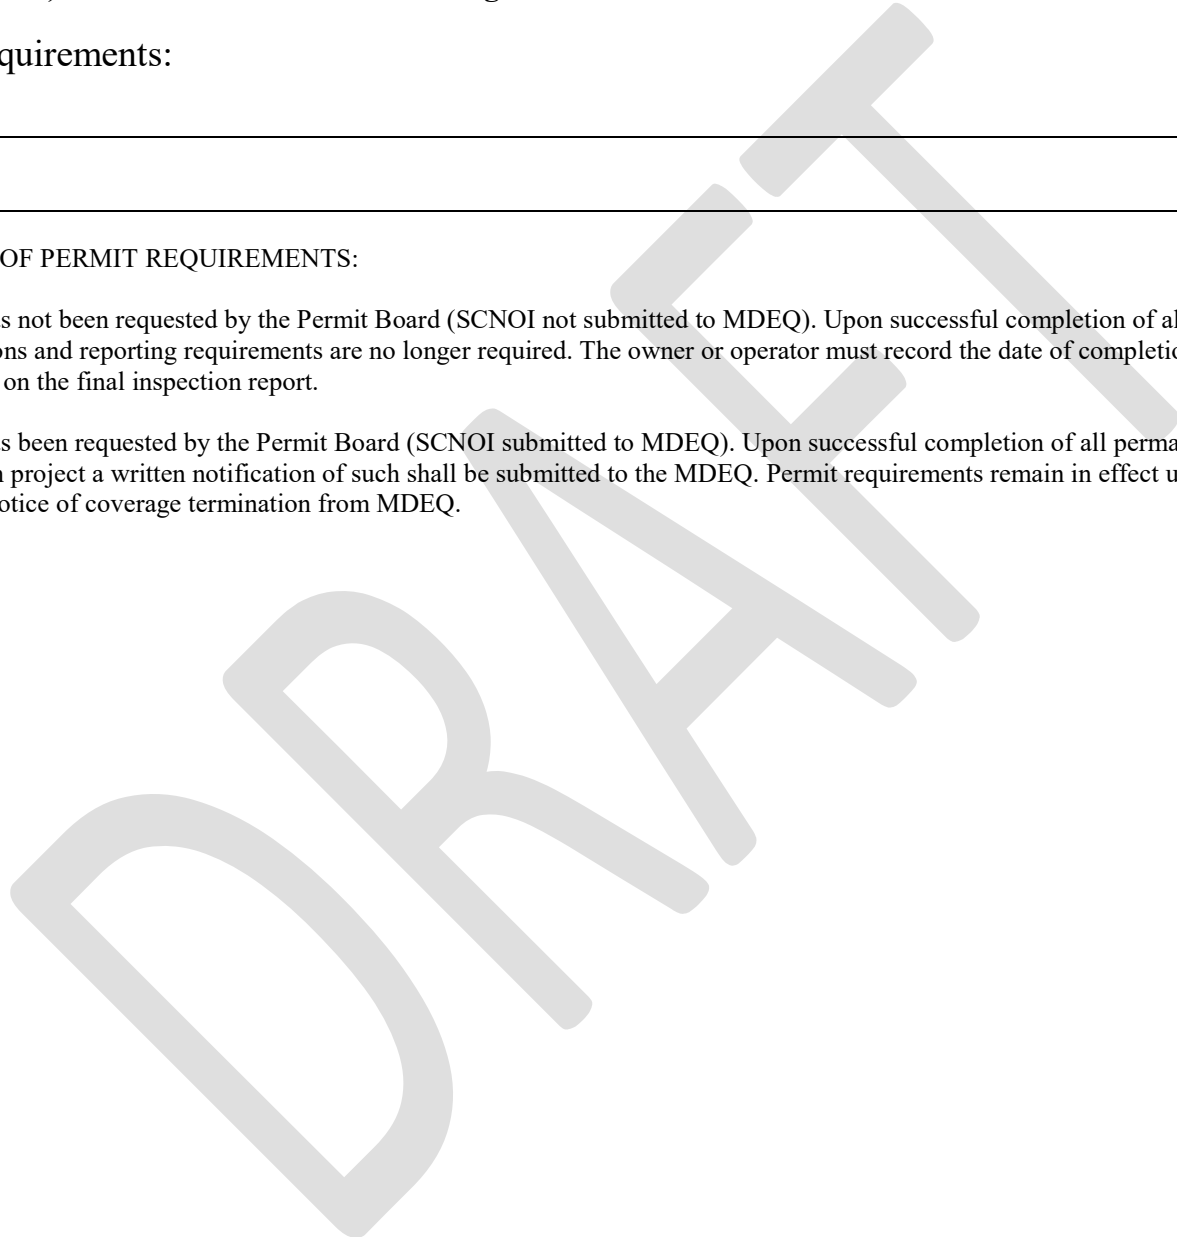 quirements:
OF PERMIT REQUIREMENTS:
s not been requested by the Permit Board (SCNOI not submitted to MDEQ). Upon successful completion of al
ons and reporting requirements are no longer required. The owner or operator must record the date of completio
on the final inspection report.
s been requested by the Permit Board (SCNOI submitted to MDEQ). Upon successful completion of all perma
n project a written notification of such shall be submitted to the MDEQ. Permit requirements remain in effect u
otice of coverage termination from MDEQ.
DRAFT